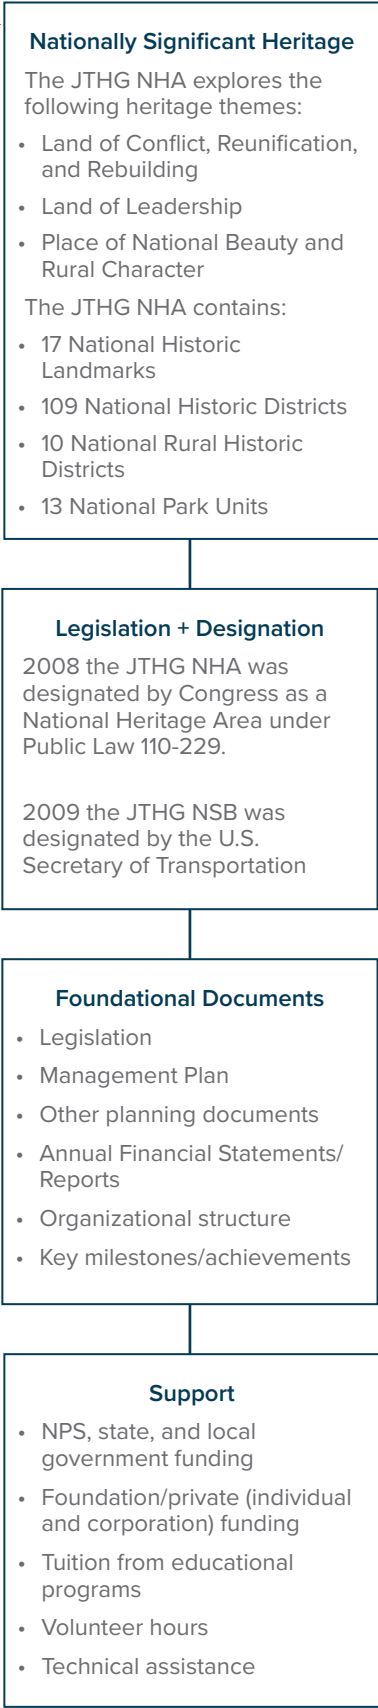 Nationally Significant Heritage
The JTHG NHA explores the
following heritage themes:
• Land of Conflict, Reunification,
and Rebuilding
• Land of Leadership
• Place of National Beauty and
Rural Character
The JTHG NHA contains:
• 17 National Historic
Landmarks
• 109 National Historic Districts
• 10 National Rural Historic
Districts
• 13 National Park Units
Legislation + Designation
2008 the JTHG NHA was
designated by Congress as a
National Heritage Area under
Public Law 110-229.
2009 the JTHG NSB was
designated by the U.S.
Secretary of Transportation
Foundational Documents
• Legislation
• Management Plan
• Other planning documents
• Annual Financial Statements/
Reports
• Organizational structure
• Key milestones/achievements
Support
• NPS, state, and local
government funding
• Foundation/private (individual
and corporation) funding
• Tuition from educational
programs
• Volunteer hours
• Technical assistance